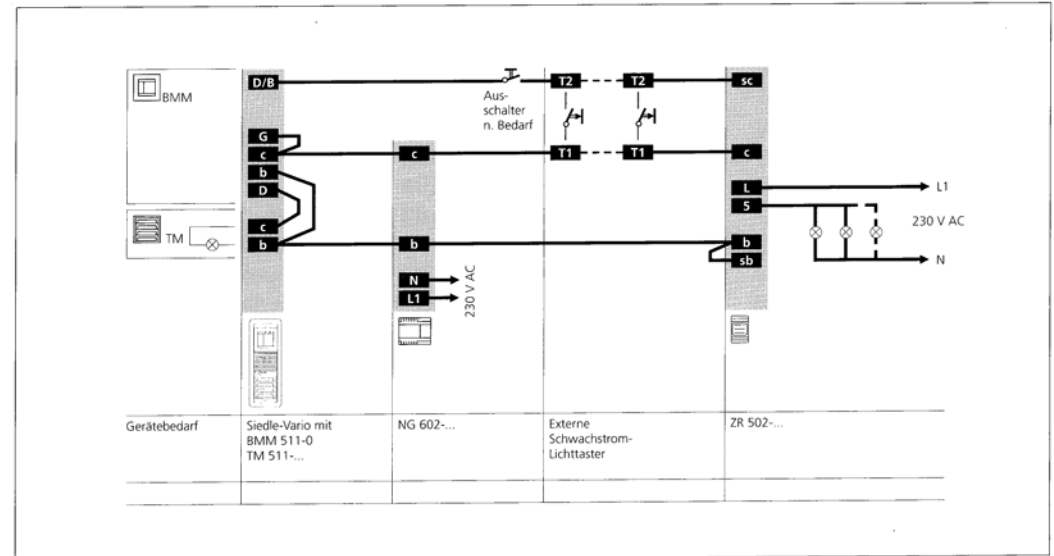 BMM
D/B
T2
T2
sc
Aus-
schalter
n. Bedarf
G
c
c
T1
T1
c
b
D
L
L1
5
230 V AC
TM
c
b
b
b
sb
N
N
L1
230 V AC
Gerätebedarf
Siedle-Vario mit
BMM 511-0
TM 511-...
NG 602-...
Externe
Schwachstrom-
Lichttaster
ZR 502-...